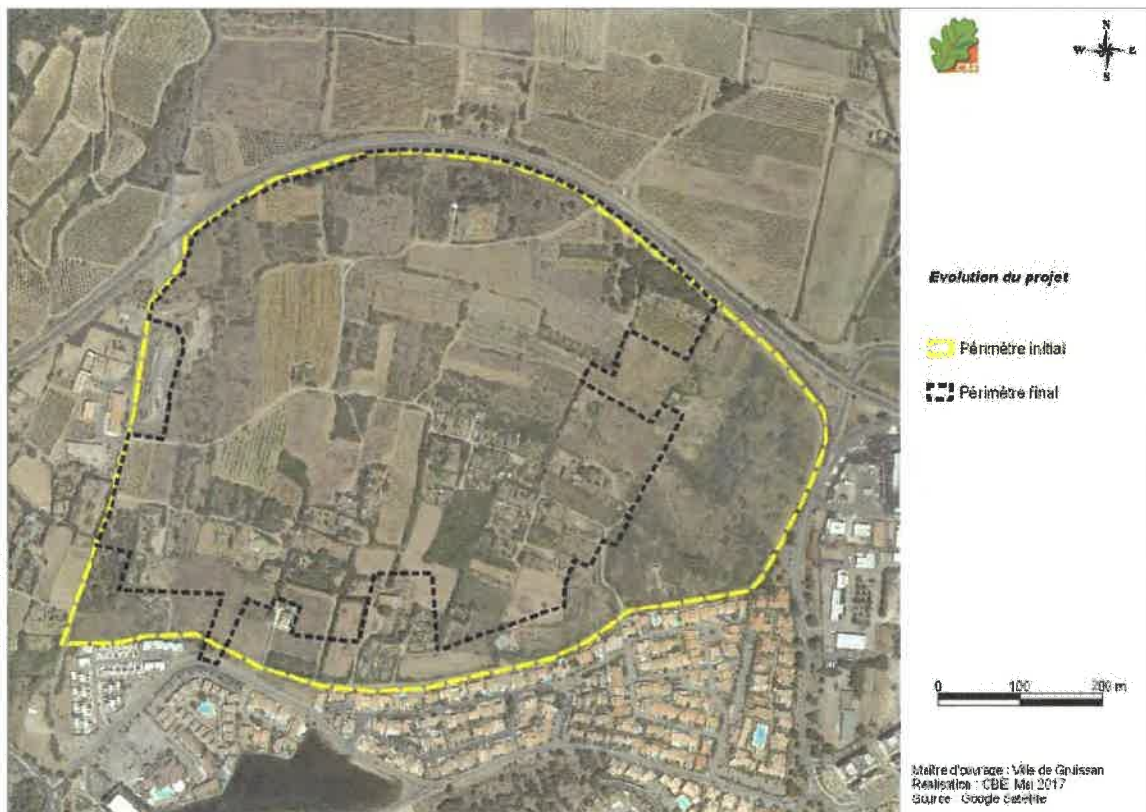 N
W E
S
Evolution du projet
Périmètre initial
Périmètre final
0 100 200 m
Maître d'ouvrage : Ville de Gruissan
Réalisation : CBE Mai 2017
Source : Google Satellite